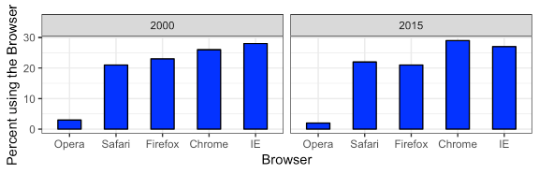 2000 2015
Percent using the Browser
30
20
10
0
Opera Safari Firefox Chrome IE Opera Safari Firefox Chrome IE
Browser